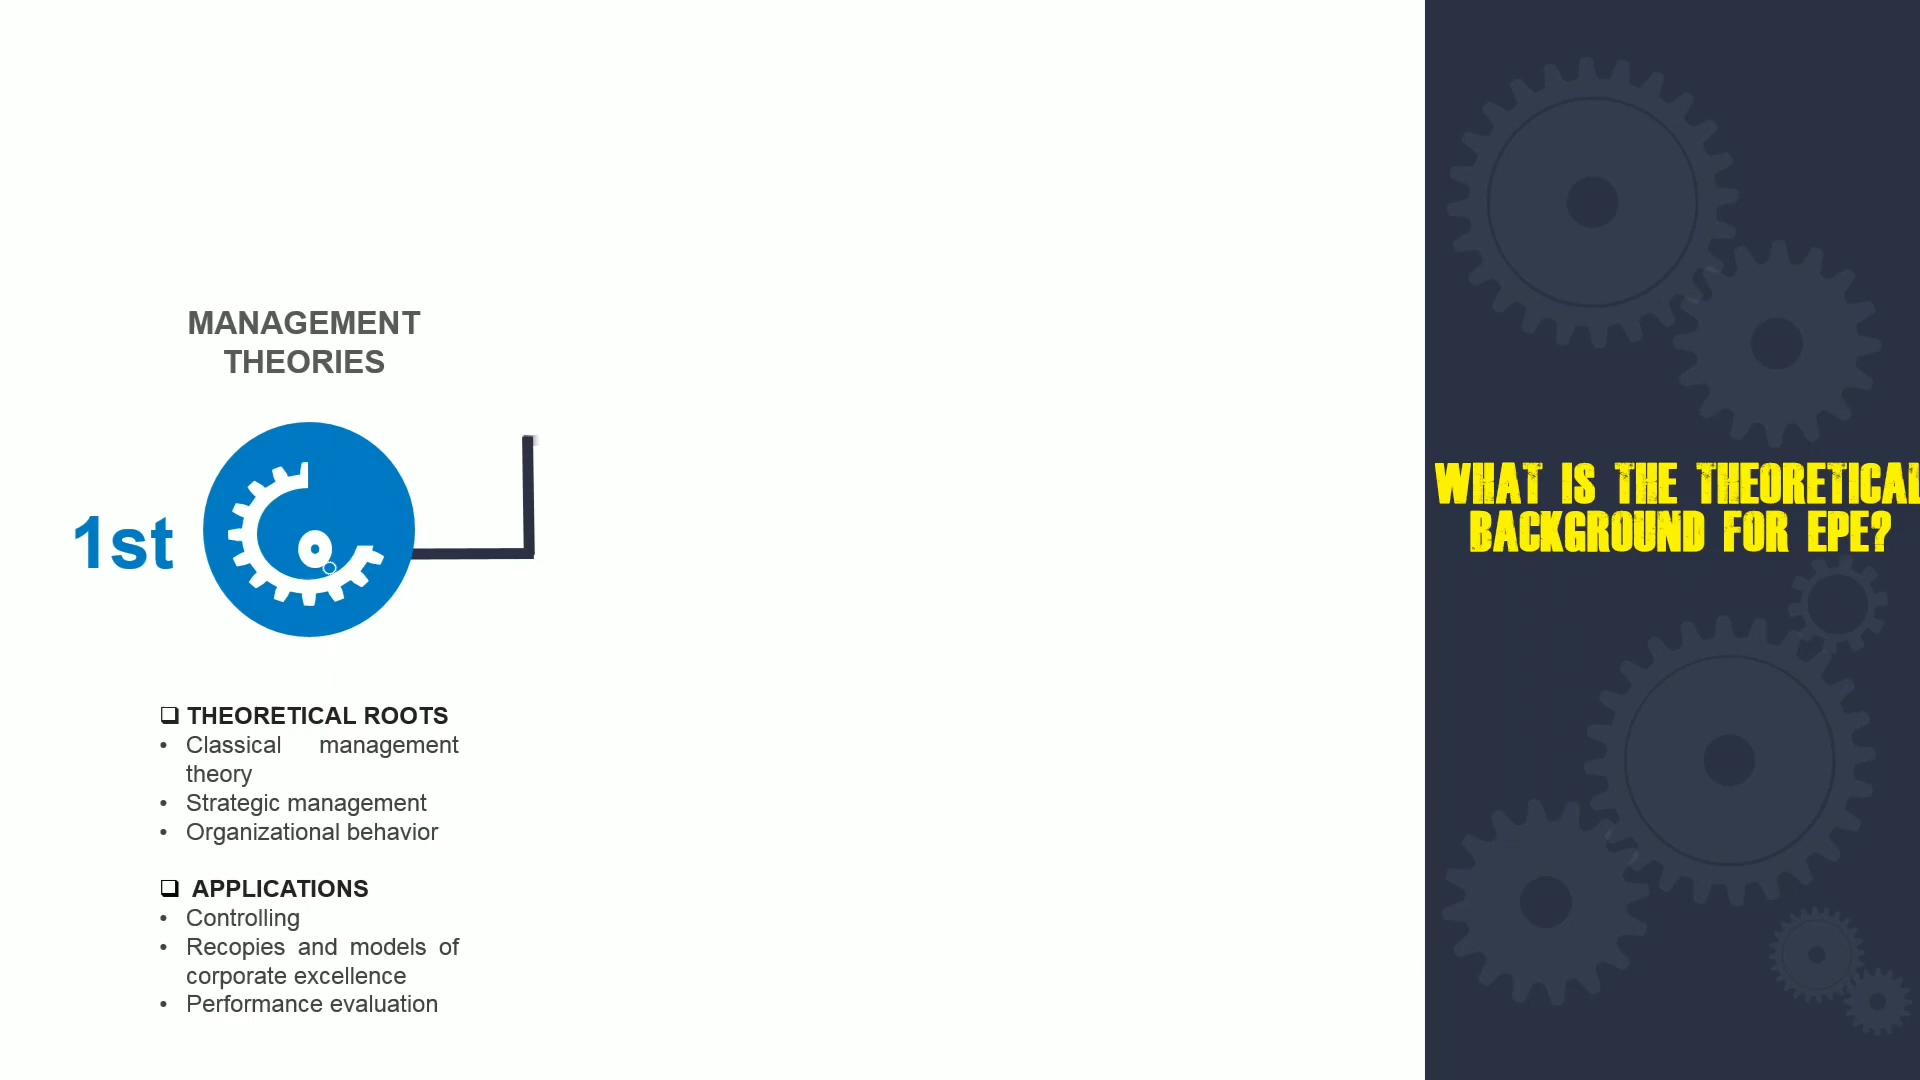 MANAGEMENT
THEORIES
1st
❑ THEORETICAL ROOTS
• Classical management
theory
• Strategic management
• Organizational behavior
❑ APPLICATIONS
• Controlling
• Recopies and models of
corporate excellence
• Performance evaluation
WHAT IS THE THEORETICAL
BACKGROUND FOR EPE?